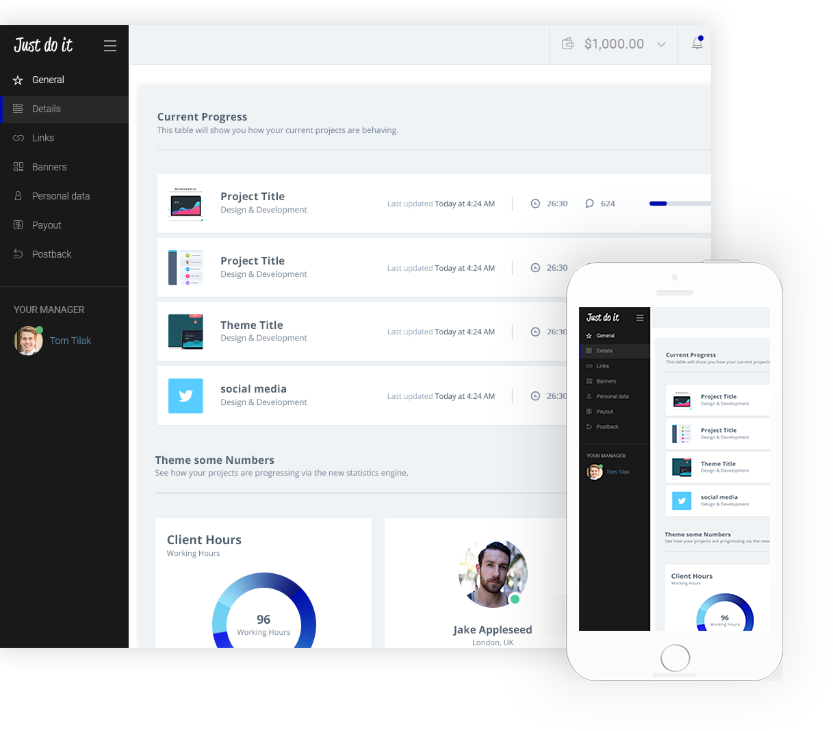 Just do it
$1,000.00
General
Details
Links
Banners
Personal data
Payout
Postback
YOUR MANAGER
Tom Tilak
Current Progress
This table will show you how your current projects are behaving.
Project Title
Design & Development
Last updated Today at 4:24 AM
26:30
624
Project Title
Design & Development
Last updated Today at 4:24 AM
26:30
Theme Title
Design & Development
Last updated Today at 4:24 AM
26:30
social media
Design & Development
Last updated Today at 4:24 AM
26:30
Theme some Numbers
See how your projects are progressing via the new statistics engine.
Client Hours
Working Hours
96
Working Hours
Jake Appleseed
London, UK
Just do it
General
Details
Links
Banners
Personal data
Payout
Postback
YOUR MANAGER
Tom Tilak
Current Progress
This table will show you how your current projects
Project Title
Design & Development
Project Title
Design & Development
Theme Title
Design & Development
social media
Design & Development
Theme some Numbers
See how your projects are progressing via the new
Client Hours
Working Hours
96
Working Hours